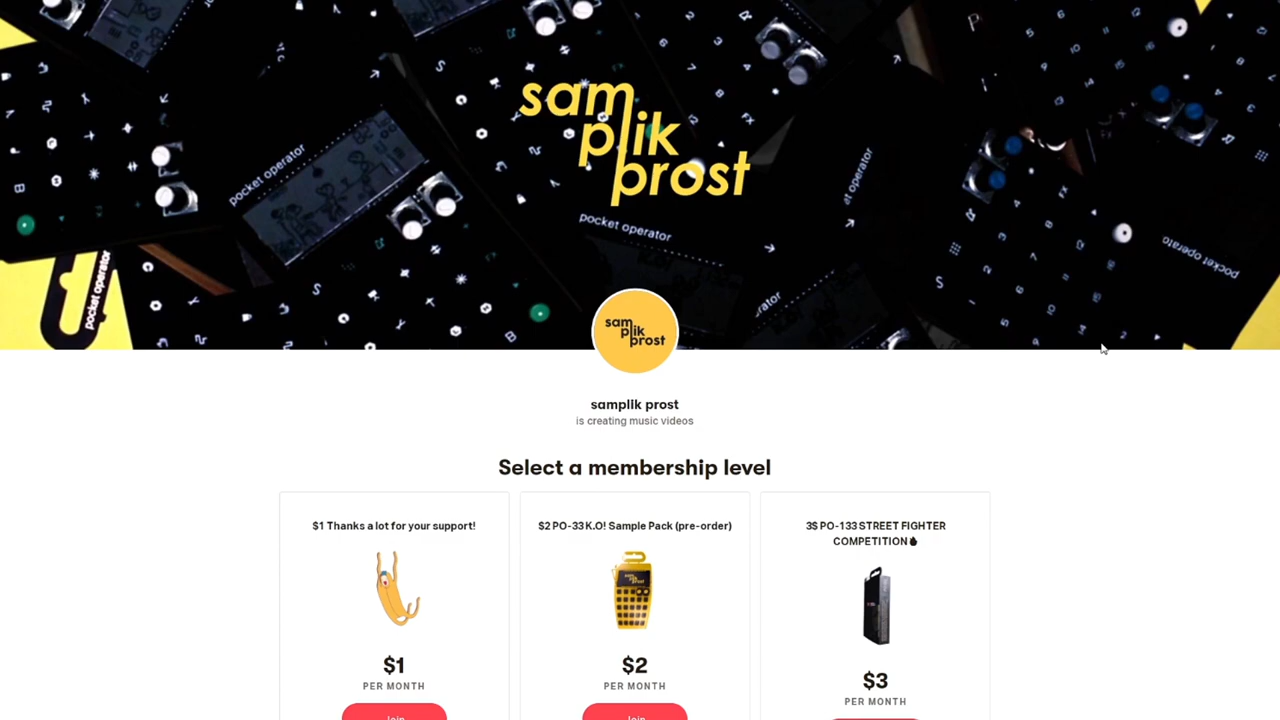 sam
plik
prost
pocket operator
pocket operator
pocket operator
sam
plik
prost
samplik prost
is creating music videos
Select a membership level
$1 Thanks a lot for your support!
$2 PO-33 K.O! Sample Pack (pre-order)
3$ PO-133 STREET FIGHTER
COMPETITION
$1
PER MONTH
$2
PER MONTH
$3
PER MONTH
Join
Join